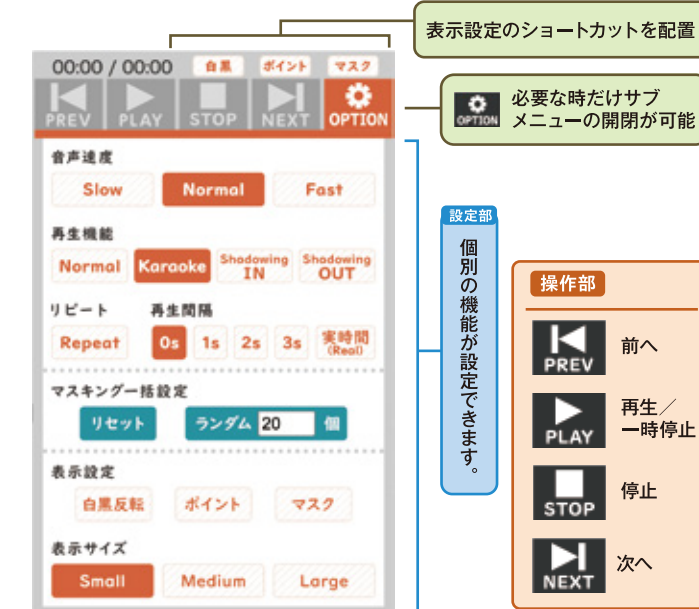 表示設定のショートカットを配置
00:00 / 00:00 白黒 ポイント マスク
PREV PLAY STOP NEXT OPTION
OPTION
必要な時だけサブ
メニューの開閉が可能
音声速度
Slow Normal Fast
再生機能
Normal Karaoke Shadowing IN Shadowing OUT
リピート 再生間隔
Repeat 0s 1s 2s 3s 実時間 (Real)
マスキング一括設定
リセット ランダム 20 個
表示設定
白黒反転 ポイント マスク
表示サイズ
Small Medium Large
設定部
個別の機能が設定できます。
操作部
PREV 前へ
PLAY 再生／
一時停止
STOP 停止
NEXT 次へ